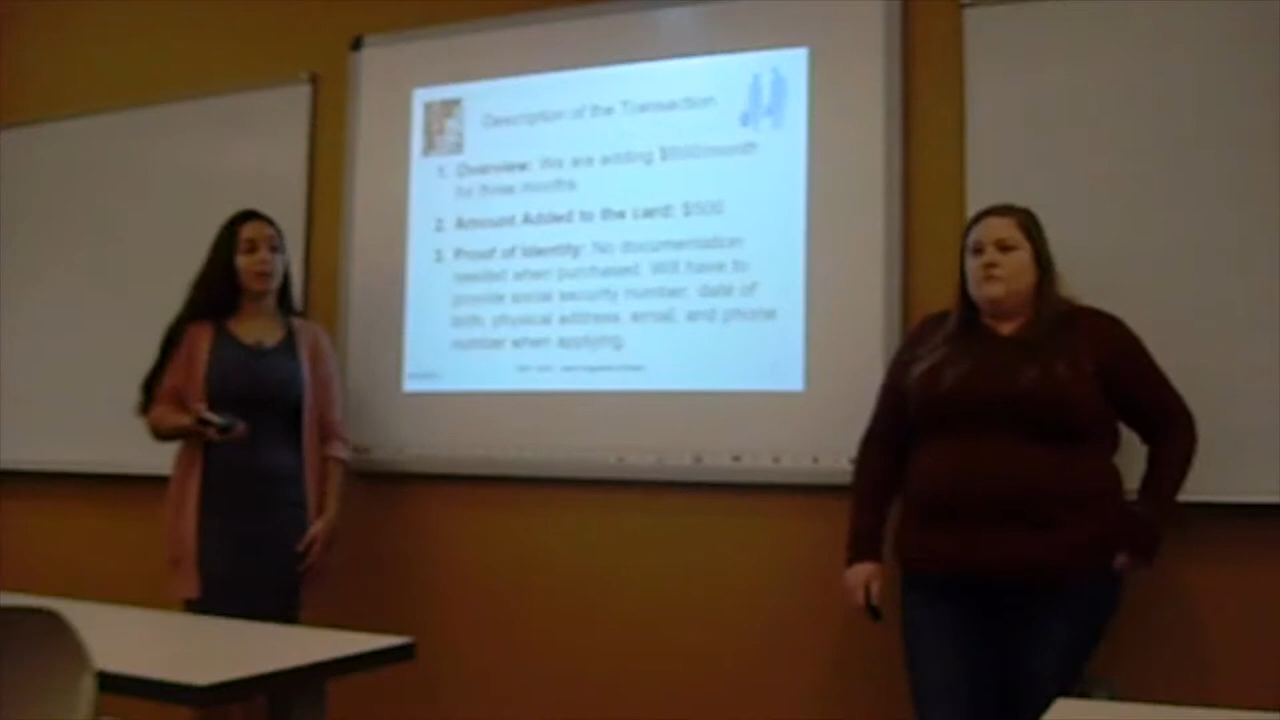 Description of the Transaction
1. Overview: We are adding $500/month
for three months
2. Amount Added to the card: $500
3. Proof of Identity: No documentation
needed when purchased. Will have to
provide social security number, date of
birth, physical address, email, and phone
number when applying.